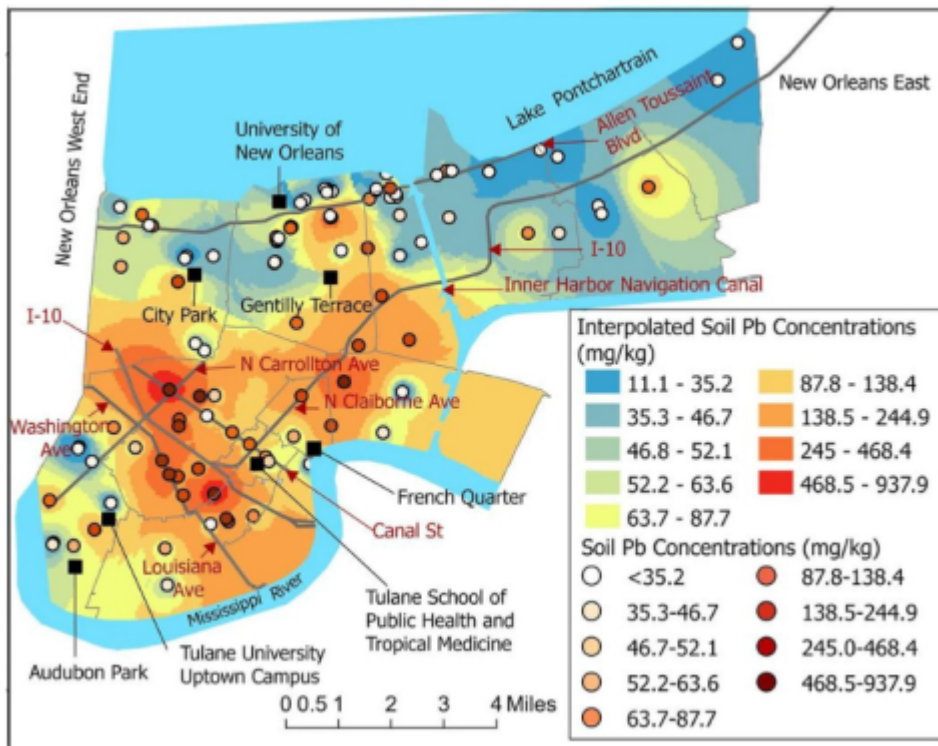 New Orleans West End
University of
New Orleans
Lake Pontchartrain
Allen Toussaint
Blvd
New Orleans East
I-10
Inner Harbor Navigation Canal
City Park
Gentilly Terrace
I-10
N Carrollton Ave
N Claiborne Ave
Washington
Ave
French Quarter
Canal St
Louisiana
Ave
Mississippi River
Tulane School of
Public Health and
Tropical Medicine
Audubon Park
Tulane University
Uptown Campus
0 0.5 1 2 3 4 Miles
Interpolated Soil Pb Concentrations
(mg/kg)
11.1 - 35.2
35.3 - 46.7
46.8 - 52.1
52.2 - 63.6
63.7 - 87.7
87.8 - 138.4
138.5 - 244.9
245 - 468.4
468.5 - 937.9
Soil Pb Concentrations (mg/kg)
<35.2
35.3-46.7
46.7-52.1
52.2-63.6
63.7-87.7
87.8-138.4
138.5-244.9
245.0-468.4
468.5-937.9